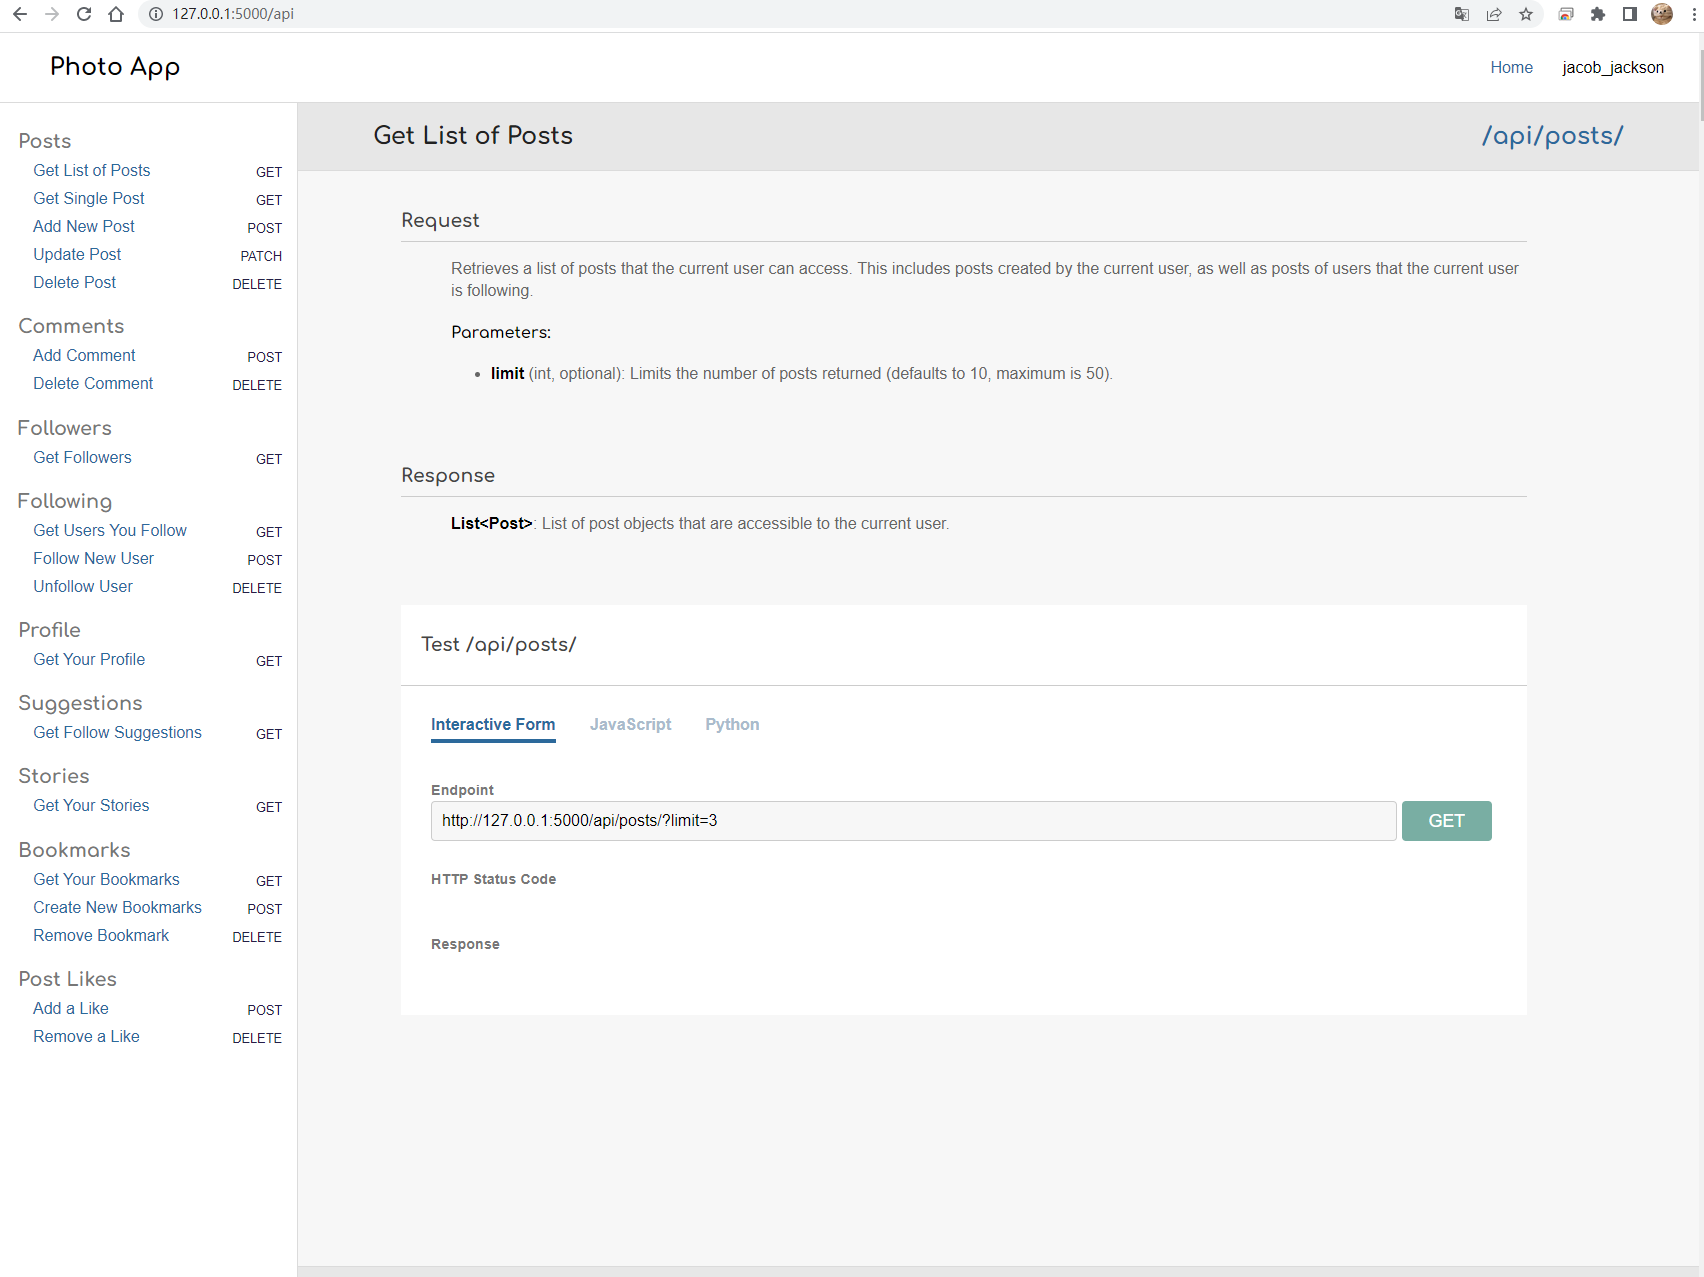 127.0.0.1:5000/api
Photo App
Home jacob_jackson
Posts
Get List of Posts GET
Get Single Post GET
Add New Post POST
Update Post PATCH
Delete Post DELETE
Comments
Add Comment POST
Delete Comment DELETE
Followers
Get Followers GET
Following
Get Users You Follow GET
Follow New User POST
Unfollow User DELETE
Profile
Get Your Profile GET
Suggestions
Get Follow Suggestions GET
Stories
Get Your Stories GET
Bookmarks
Get Your Bookmarks GET
Create New Bookmarks POST
Remove Bookmark DELETE
Post Likes
Add a Like POST
Remove a Like DELETE
Get List of Posts /api/posts/
Request
Retrieves a list of posts that the current user can access. This includes posts created by the current user, as well as posts of users that the current user
is following.
Parameters:
• limit (int, optional): Limits the number of posts returned (defaults to 10, maximum is 50).
Response
List<Post>: List of post objects that are accessible to the current user.
Test /api/posts/
Interactive Form JavaScript Python
Endpoint
http://127.0.0.1:5000/api/posts/?limit=3 GET
HTTP Status Code
Response